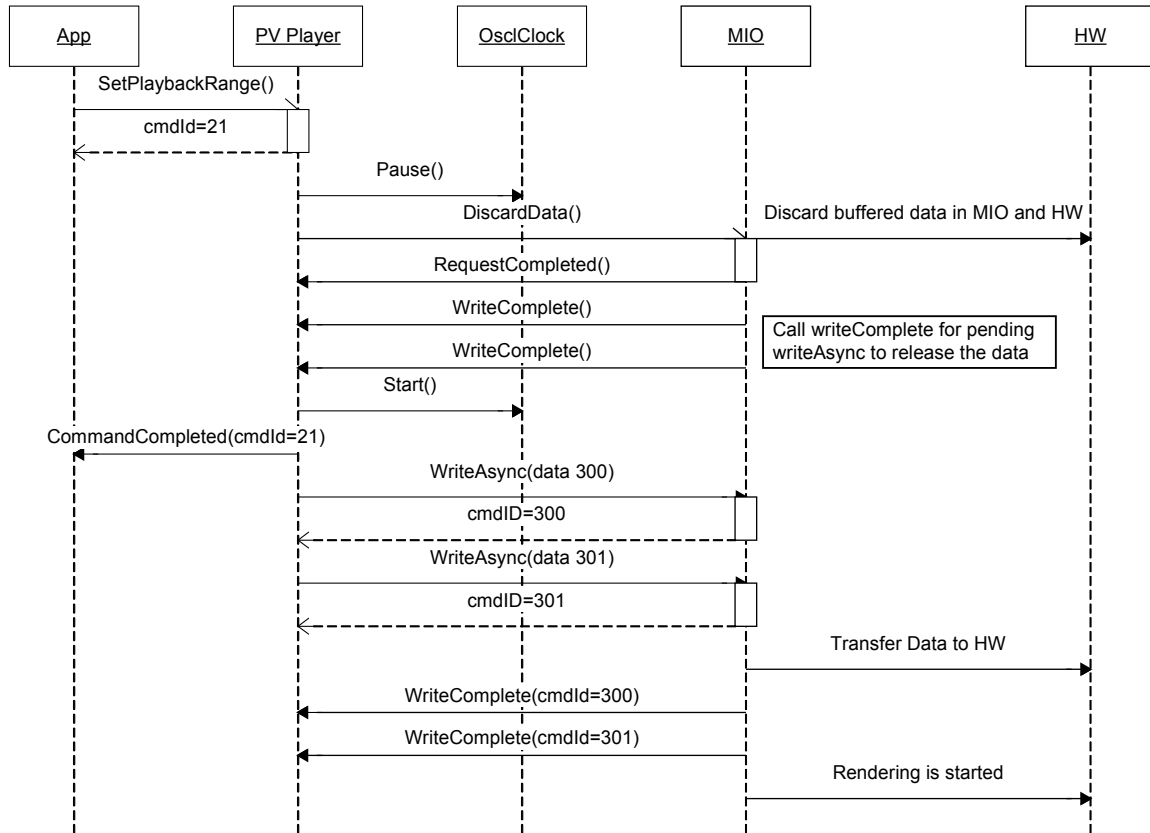 App
PV Player
OsclClock
MIO
HW
SetPlaybackRange()
cmdId=21
Pause()
DiscardData()
Discard buffered data in MIO and HW
RequestCompleted()
WriteComplete()
Call writeComplete for pending
writeAsync to release the data
WriteComplete()
Start()
CommandCompleted(cmdId=21)
WriteAsync(data 300)
cmdID=300
WriteAsync(data 301)
cmdID=301
Transfer Data to HW
WriteComplete(cmdId=300)
WriteComplete(cmdId=301)
Rendering is started